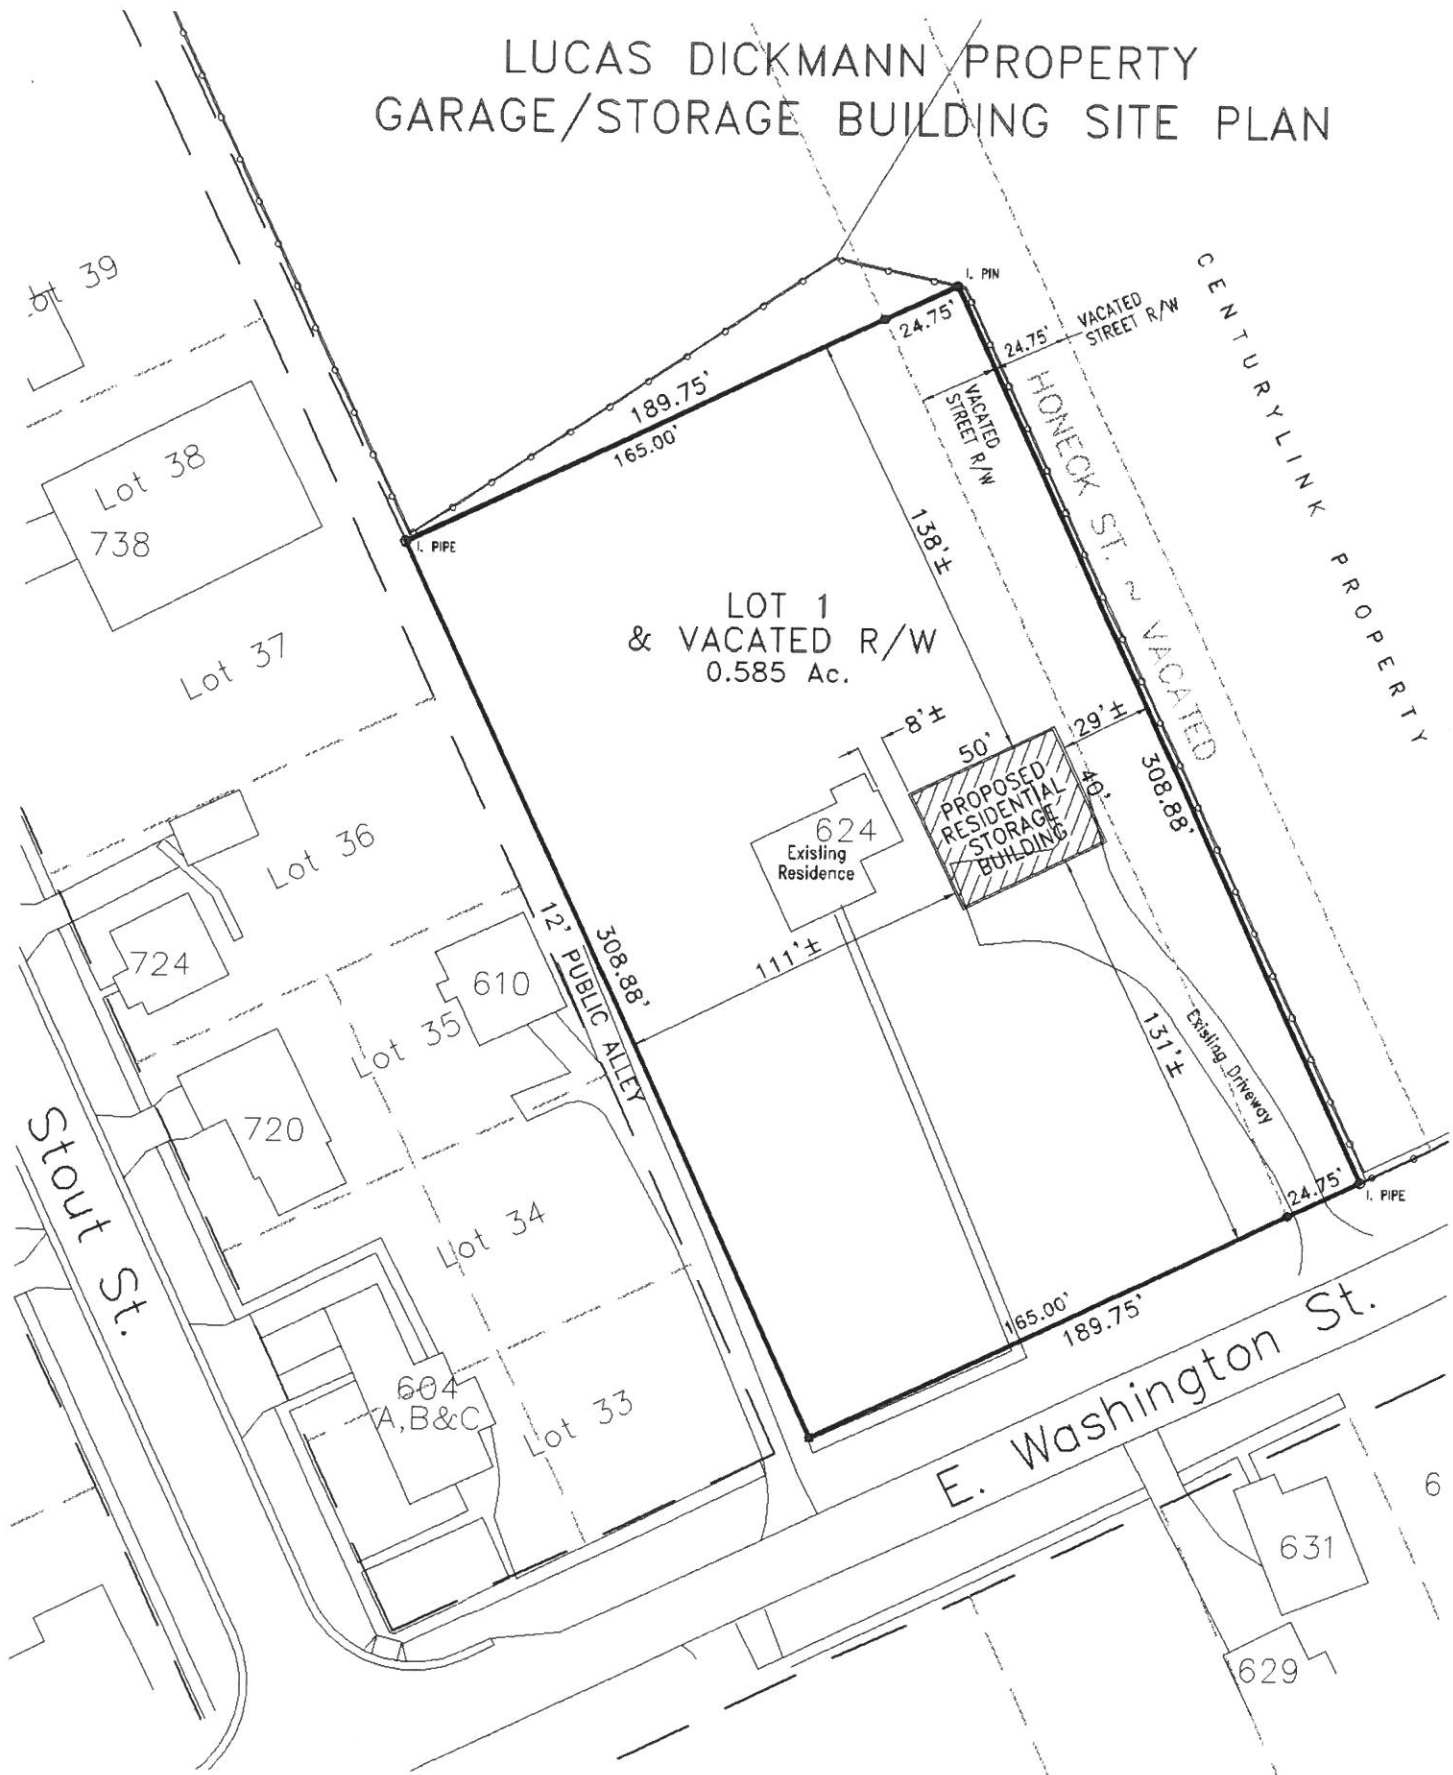 LUCAS DICKMANN PROPERTY
GARAGE/STORAGE BUILDING SITE PLAN
Lot 39
I. PIN
24.75'
24.75'
VACATED
STREET R/W
CENTURYLINK PROPERTY
189.75'
165.00'
VACATED
STREET R/W
HONECK ST. ~ VACATED
Lot 38
738
I. PIPE
138'±
LOT 1
& VACATED R/W
0.585 Ac.
Lot 37
8'±
29'±
50'
40'
308.88'
PROPOSED
RESIDENTIAL
STORAGE
BUILDING
624
Existing
Residence
Lot 36
724
610
12' PUBLIC ALLEY
308.88'
111'±
Lot 35
131'±
Existing Driveway
720
Stout St.
24.75'
I. PIPE
Lot 34
165.00'
189.75'
604
A,B&C
Lot 33
E. Washington St.
6
631
629